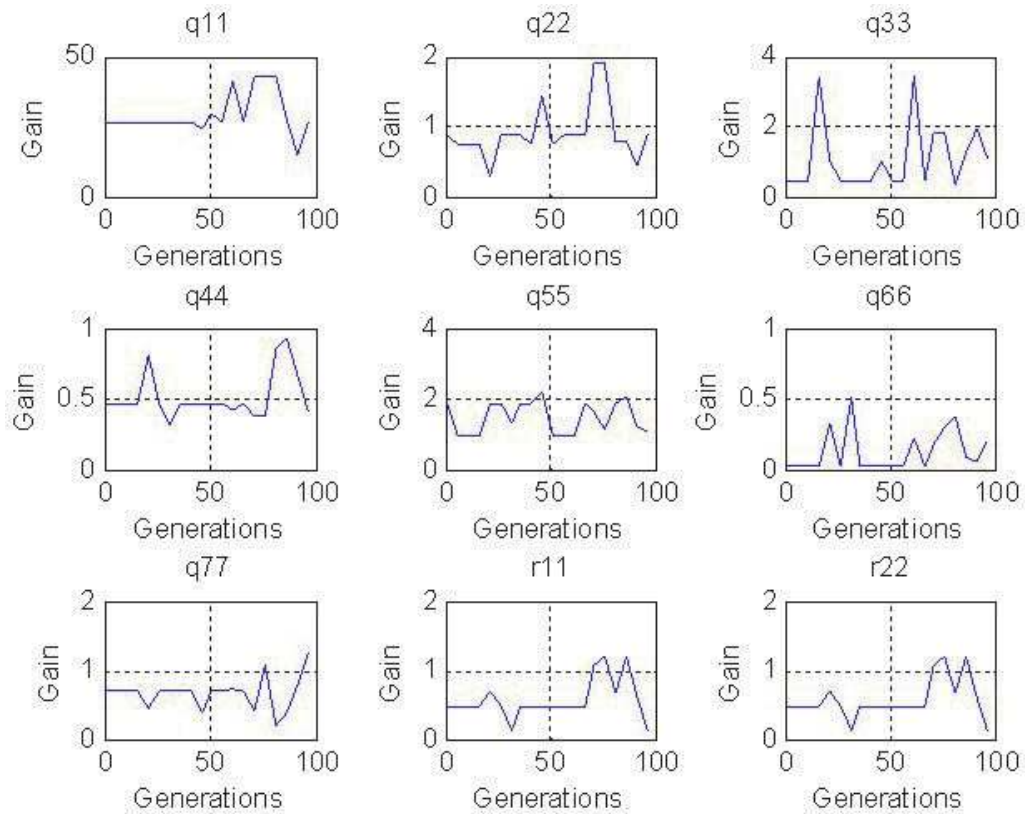 q11
q22
q33
50
0
Gain
0 50 100
Generations
2
1
0
Gain
0 50 100
Generations
4
2
0
Gain
0 50 100
Generations
q44
q55
q66
1
0.5
0
Gain
0 50 100
Generations
4
2
0
Gain
0 50 100
Generations
1
0.5
0
Gain
0 50 100
Generations
q77
r11
r22
2
1
0
Gain
0 50 100
Generations
2
1
0
Gain
0 50 100
Generations
2
1
0
Gain
0 50 100
Generations